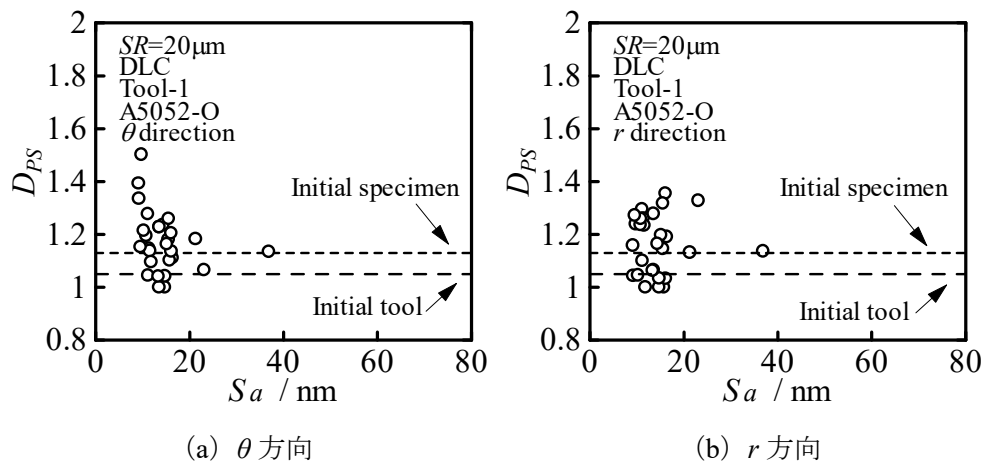 2
1.8
1.6
1.4
1.2
1
0.8
D_PS
SR=20μm
DLC
Tool-1
A5052-O
θ direction
Initial specimen
Initial tool
0 20 40 60 80
Sa / nm
(a) θ 方向
2
1.8
1.6
1.4
1.2
1
0.8
D_PS
SR=20μm
DLC
Tool-1
A5052-O
r direction
Initial specimen
Initial tool
0 20 40 60 80
Sa / nm
(b) r 方向